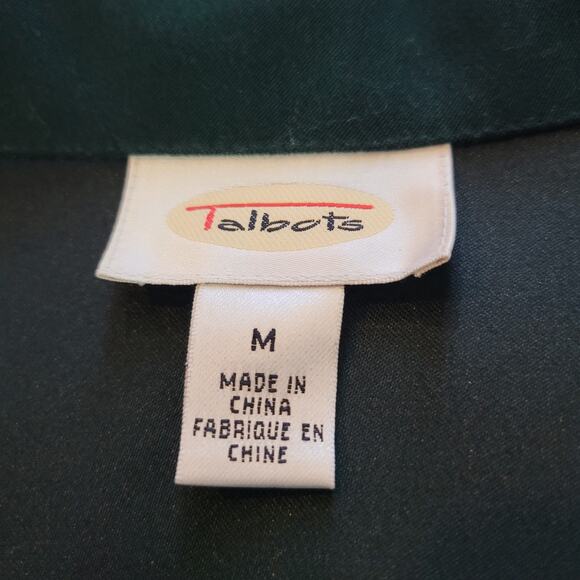 Talbots
M
MADE IN
CHINA
FABRIQUE EN
CHINE